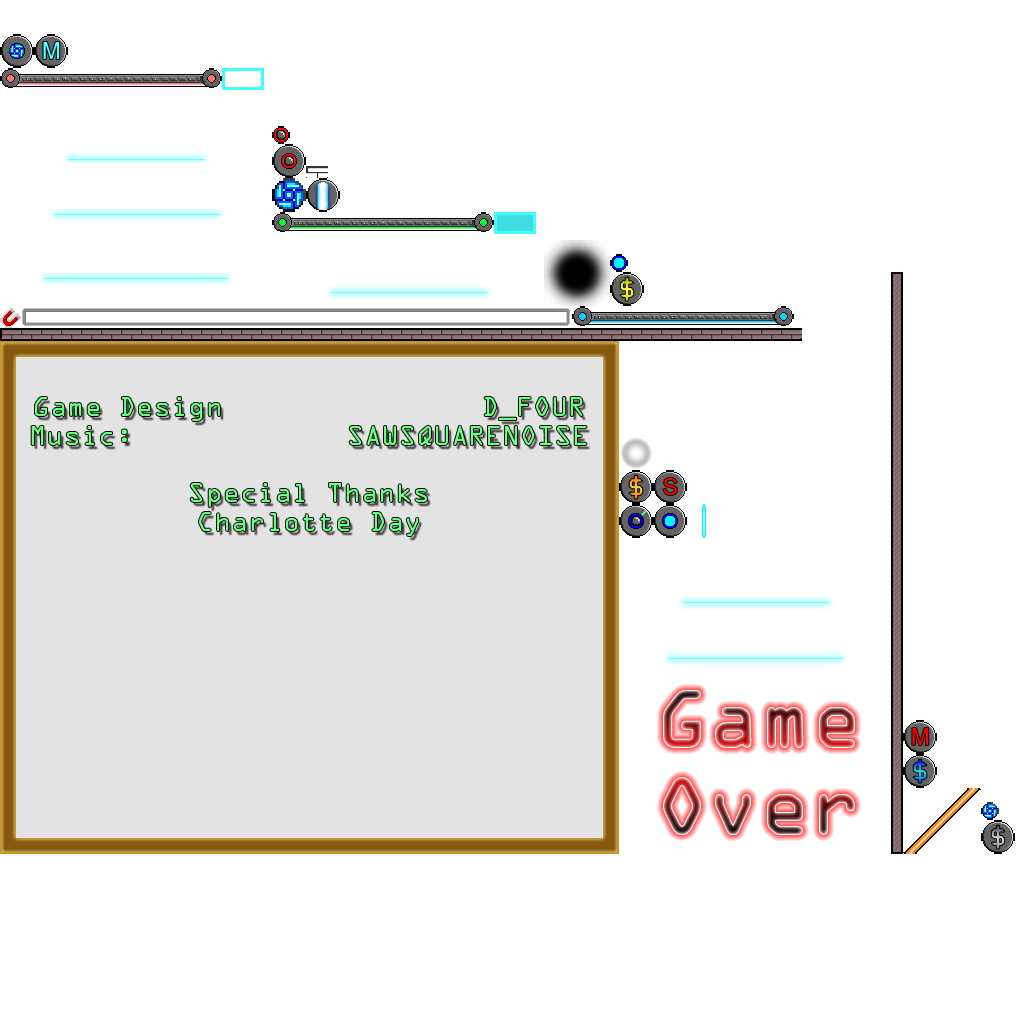 M
$
Game Design D_FOUR
Music: SAWSQUARENOISE
Special Thanks
Charlotte Day
$ S
Game
Over
M
$
$